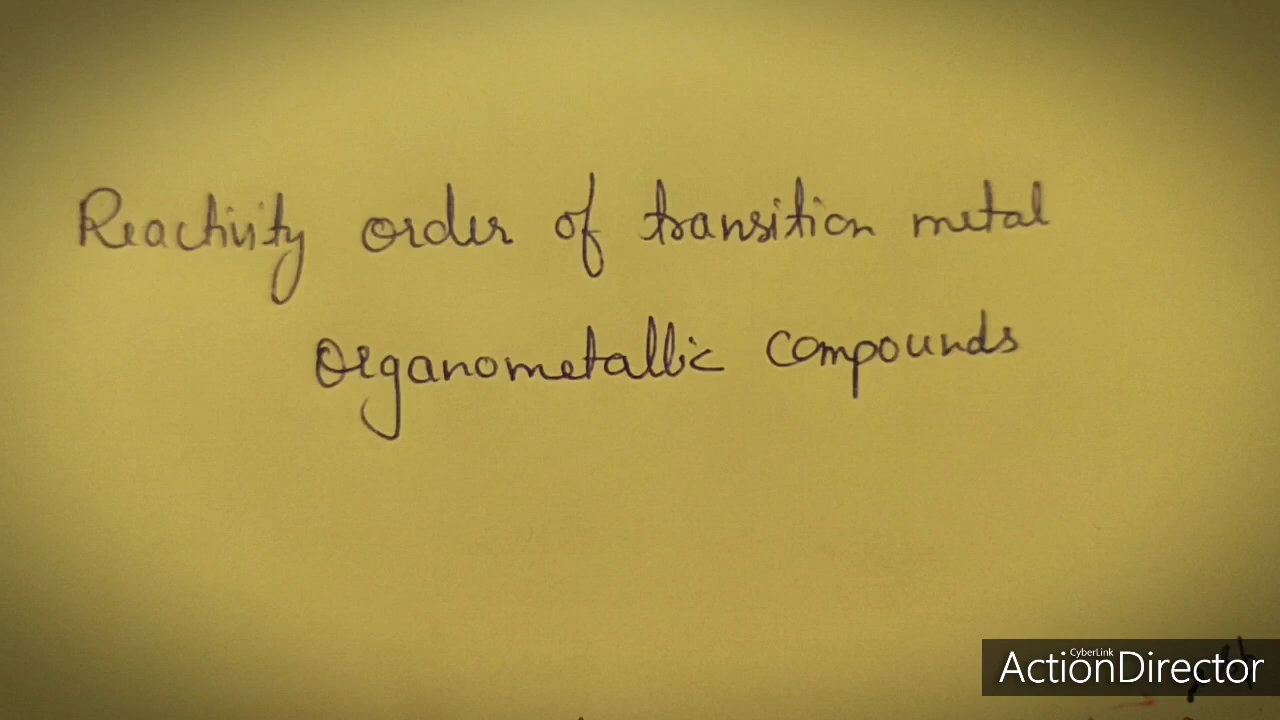 Reactivity order of transition metal
Organometallic compounds
CyberLink
ActionDirector